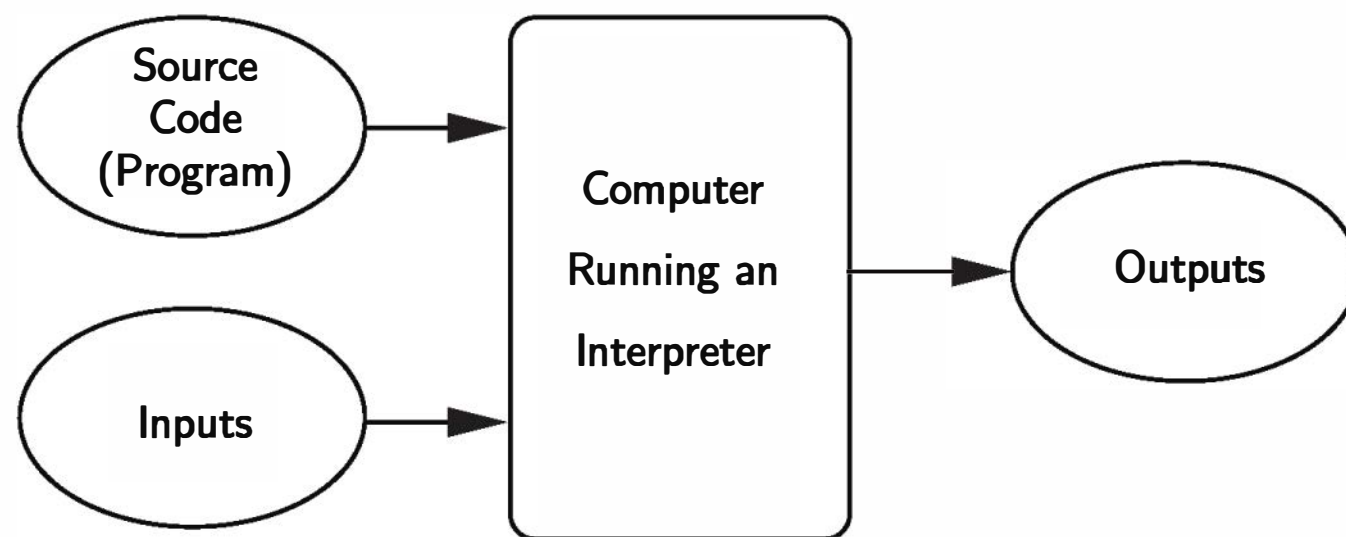 Source
Code
(Program)
Inputs
Computer
Running an
Interpreter
Outputs